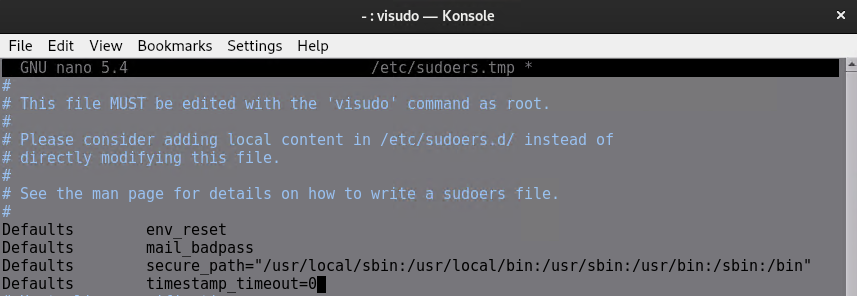 - : visudo — Konsole
File Edit View Bookmarks Settings Help
GNU nano 5.4 /etc/sudoers.tmp *
#
# This file MUST be edited with the 'visudo' command as root.
#
# Please consider adding local content in /etc/sudoers.d/ instead of
# directly modifying this file.
#
# See the man page for details on how to write a sudoers file.
#
Defaults env_reset
Defaults mail_badpass
Defaults secure_path="/usr/local/sbin:/usr/local/bin:/usr/sbin:/usr/bin:/sbin:/bin"
Defaults timestamp_timeout=0